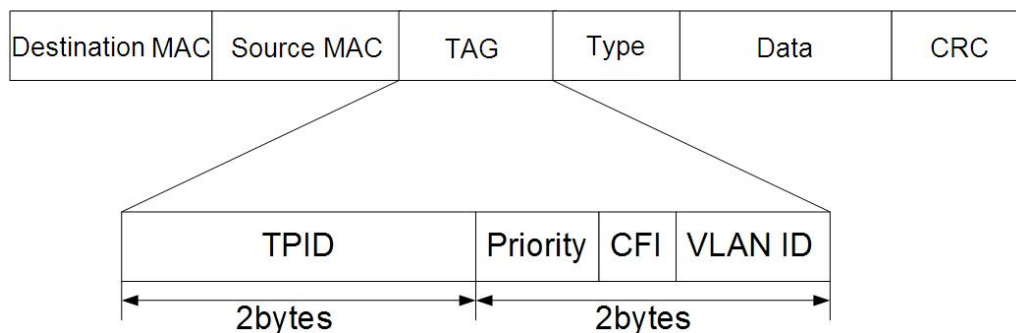 Destination MAC Source MAC TAG Type Data CRC
TPID Priority CFI VLAN ID
2bytes 2bytes